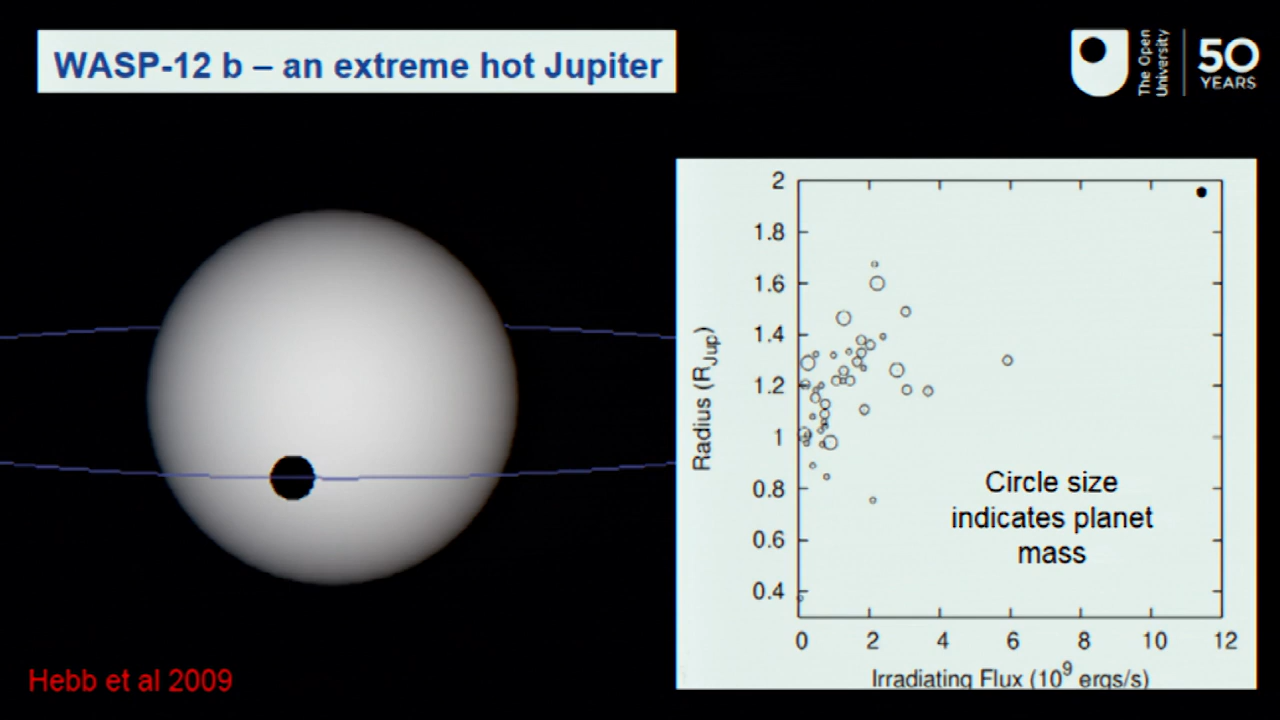 WASP-12 b – an extreme hot Jupiter
The Open
University
50
YEARS
2
1.8
1.6
1.4
1.2
1
0.8
0.6
0.4
Radius (R_Jup)
Circle size
indicates planet
mass
0 2 4 6 8 10 12
Irradiating Flux (10⁹ ergs/s)
Hebb et al 2009